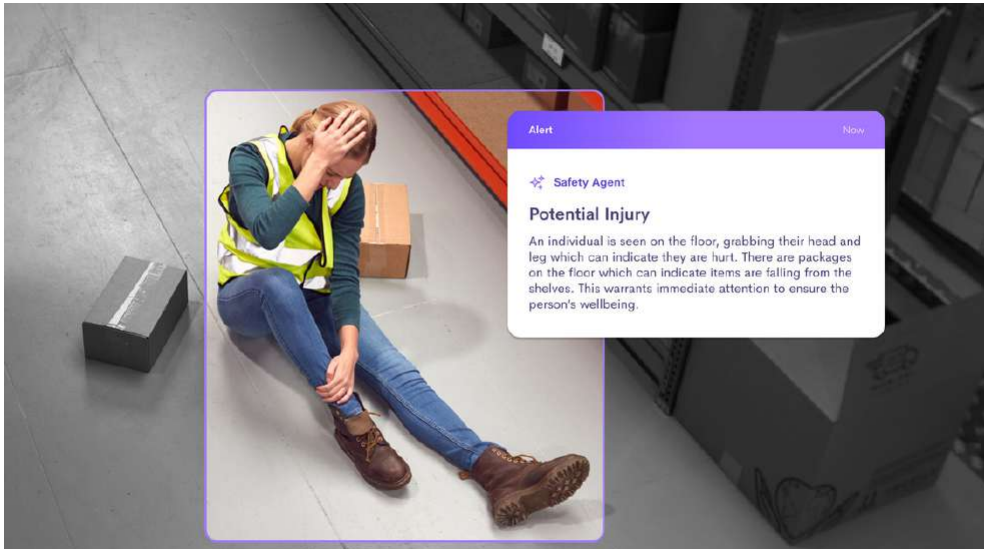 Alert
Now
Safety Agent
Potential Injury
An individual is seen on the floor, grabbing their head and
leg which can indicate they are hurt. There are packages
on the floor which can indicate items are falling from the
shelves. This warrants immediate attention to ensure the
person's wellbeing.